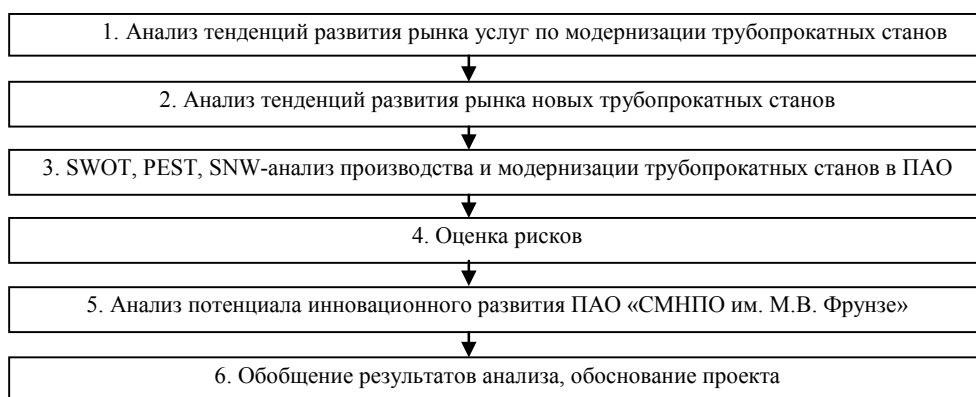 1. Анализ тенденций развития рынка услуг по модернизации трубопрокатных станов
2. Анализ тенденций развития рынка новых трубопрокатных станов
3. SWOT, PEST, SNW-анализ производства и модернизации трубопрокатных станов в ПАО
4. Оценка рисков
5. Анализ потенциала инновационного развития ПАО «СМНПО им. М.В. Фрунзе»
6. Обобщение результатов анализа, обоснование проекта